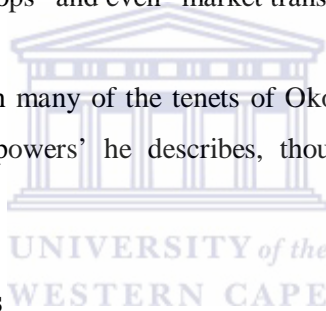 and even market trans
many of the tenets of Oko
powers' he describes, thou
UNIVERSITY of the
WESTERN CAPE